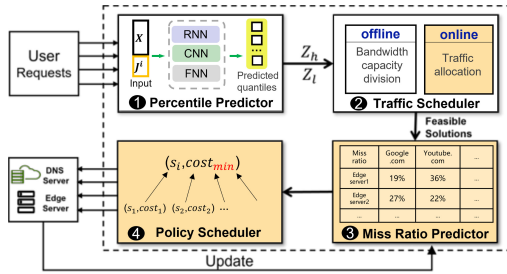 User
Requests
X
J^i
Input
RNN
CNN
FNN
Predicted
quantiles
❶ Percentile Predictor
Z_h
Z_l
offline
Bandwidth
capacity
division
online
Traffic
allocation
❷ Traffic Scheduler
Feasible
Solutions
Miss
ratio
Google
.com
Youtube.
com
...
Edge
server1
19%
36%
Edge
server2
27%
22%
...
...
...
❸ Miss Ratio Predictor
(s_i,cost_min)
(s_1,cost_1) (s_2,cost_2) ...
❹ Policy Scheduler
DNS
Server
Edge
Server
Update